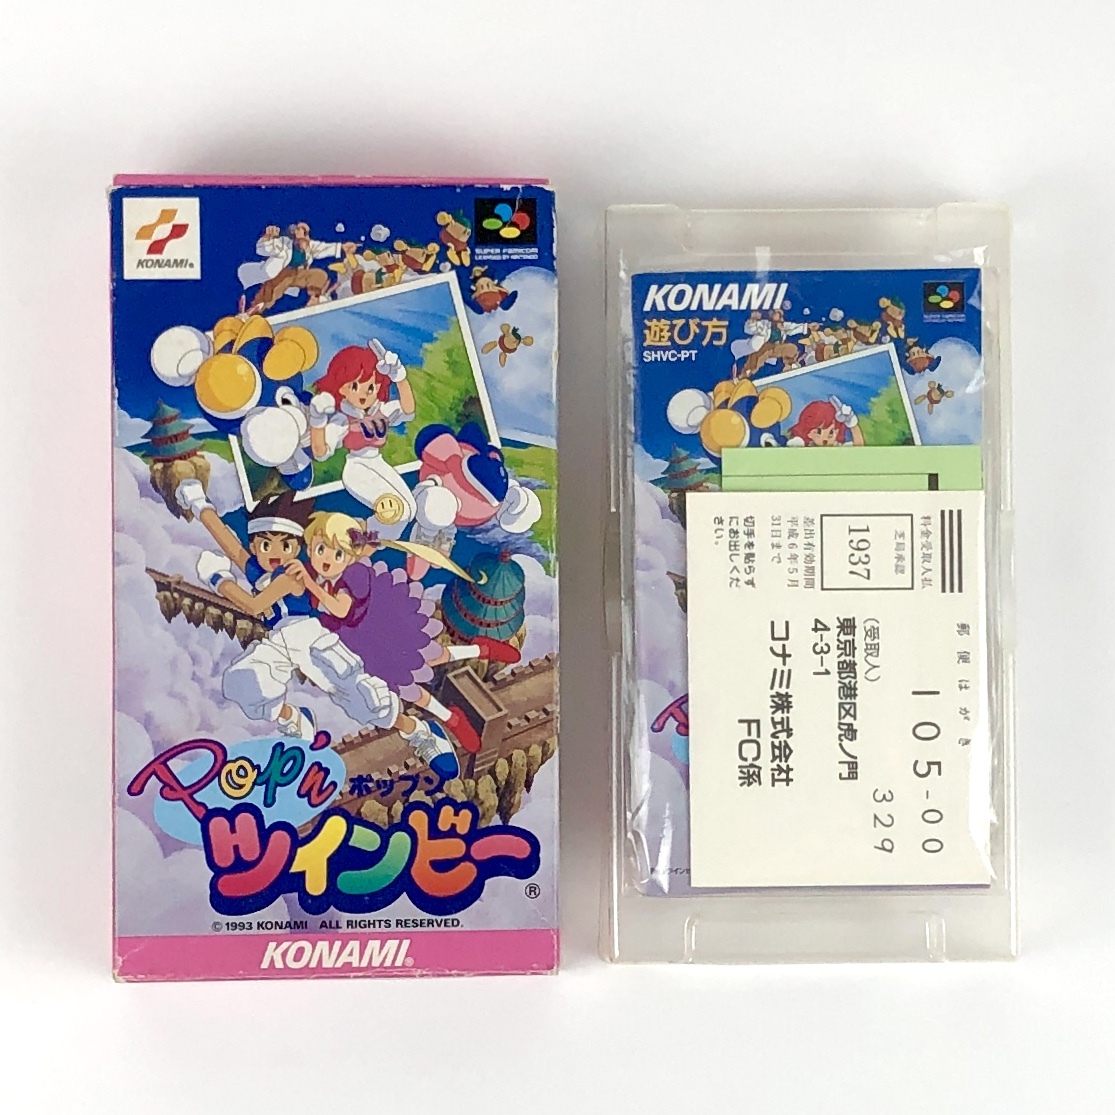 KONAMI®
SUPER FAMICOM
LICENSED BY NINTENDO
Pop'n
ポップン
ツインビー®
© 1993 KONAMI ALL RIGHTS RESERVED.
KONAMI®
KONAMI®
遊び方
SHVC-PT
SUPER FAMICOM
料金受取人払
芝局承認
1937
差出有効期間
平成6年5月
31日まで
切手を貼らず
にお出しくだ
さい。
郵便はがき
105-00
329
(受取人)
東京都港区虎ノ門
4-3-1
コナミ株式会社
FC係